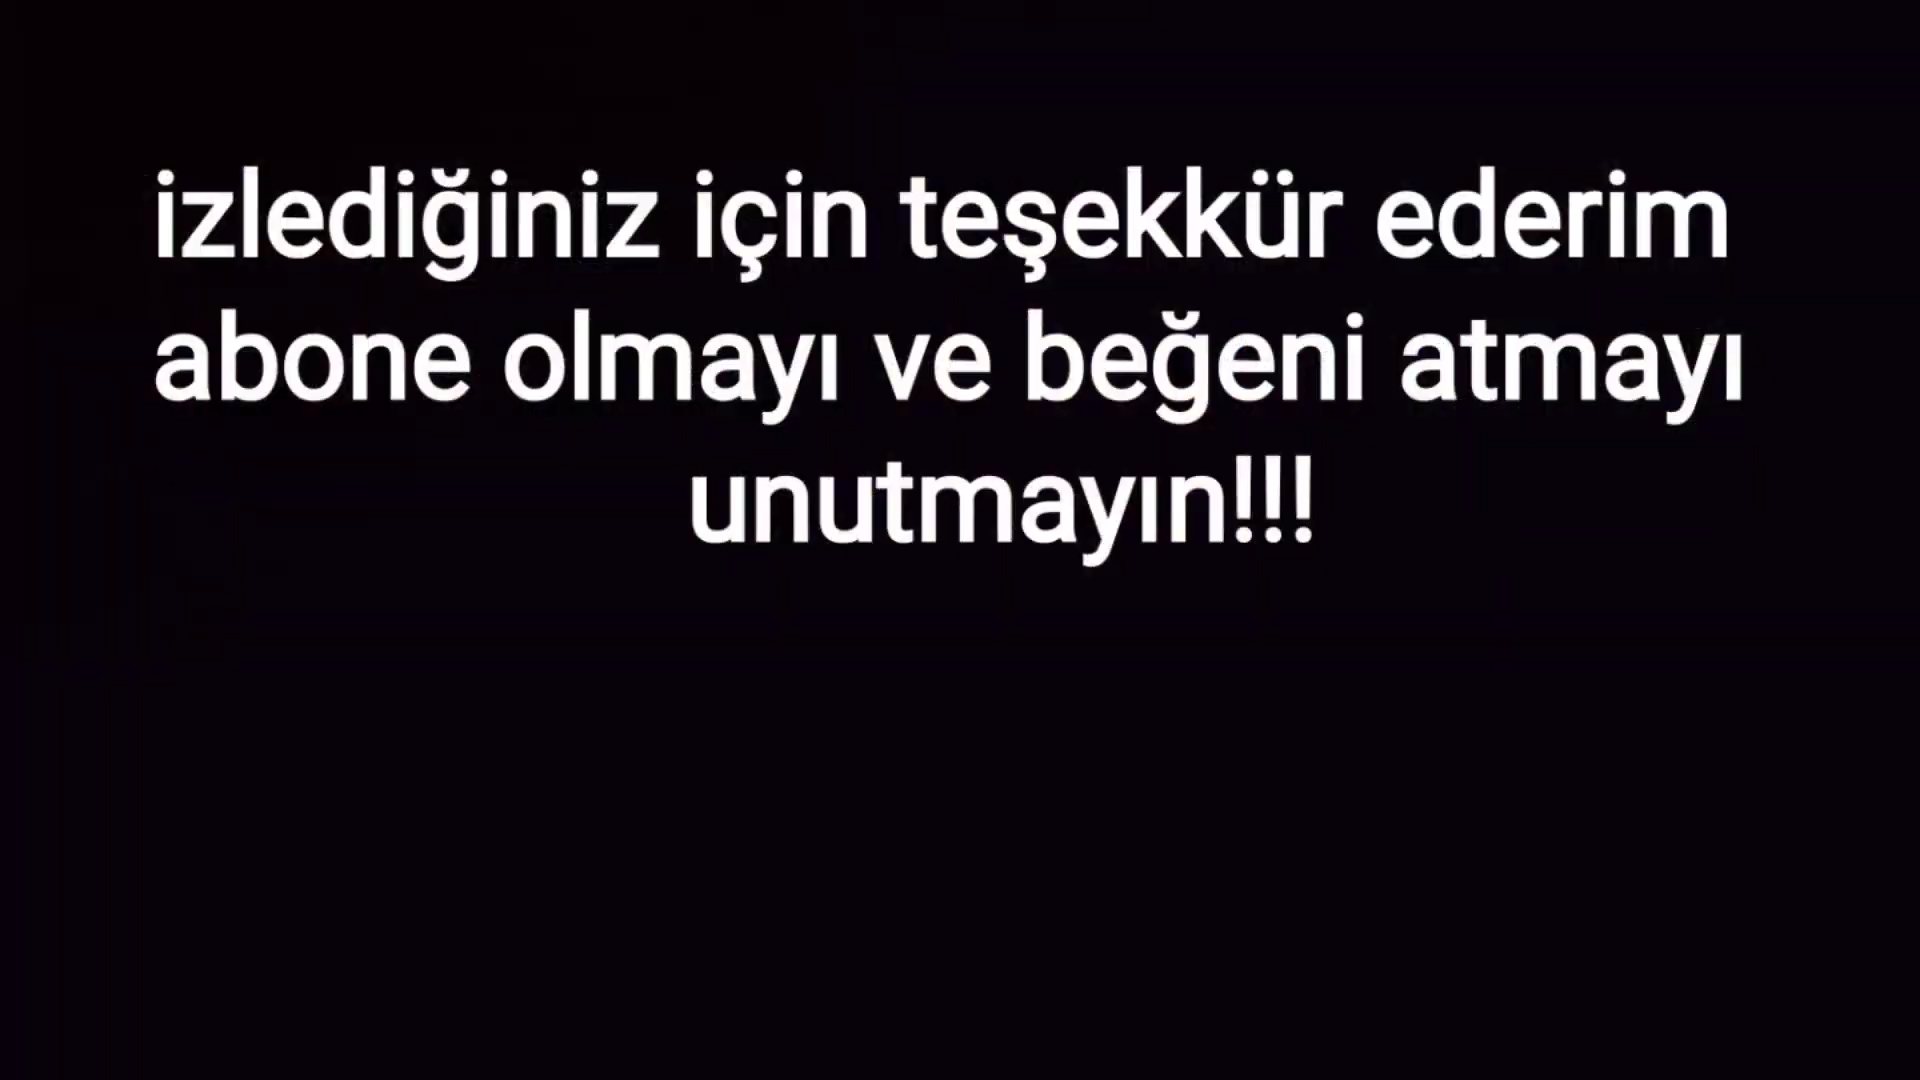 izlediğiniz için teşekkür ederim
abone olmayı ve beğeni atmayı
unutmayın!!!